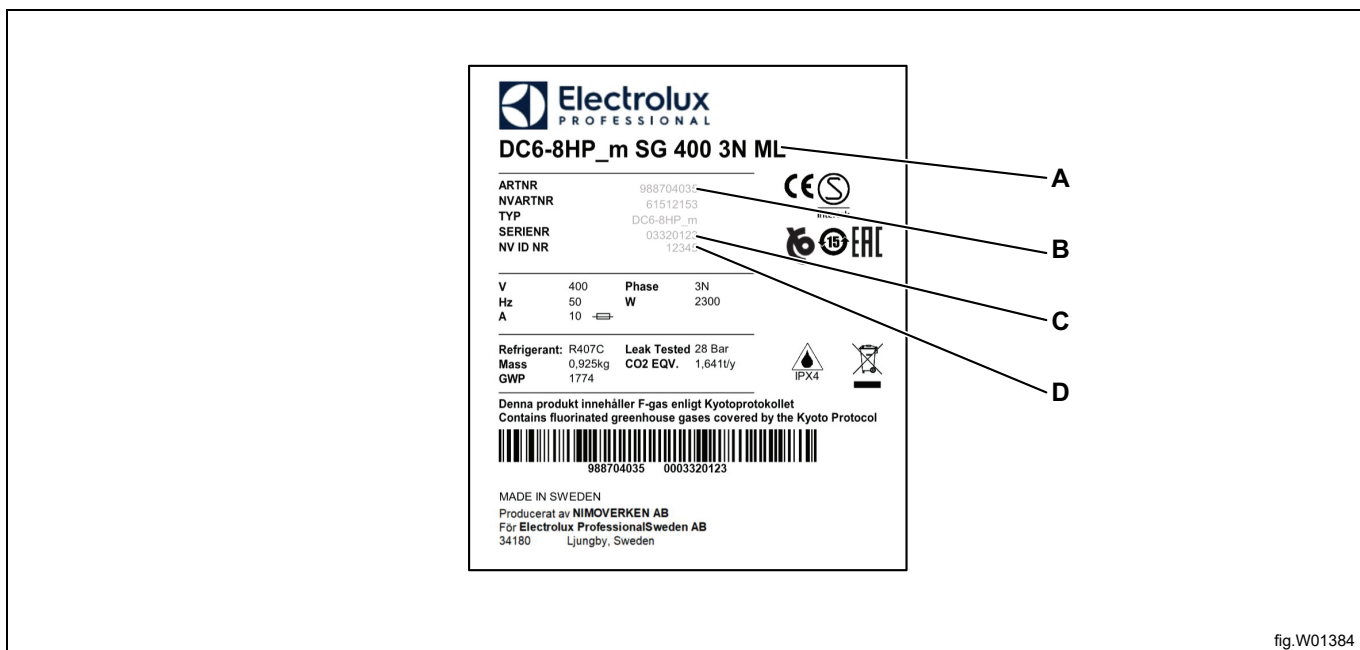 Electrolux
PROFESSIONAL
DC6-8HP_m SG 400 3N ML
A
ARTNR 988704035
B
NVARTNR 61512153
TYP DC6-8HP_m
SERIENR 03320123
C
NV ID NR 12345
D
CE S
15 EAC
V 400 Phase 3N
Hz 50 W 2300
A 10
Refrigerant: R407C Leak Tested 28 Bar
Mass 0,925kg CO2 EQV. 1,641t/y
GWP 1774
IPX4
Denna produkt innehåller F-gas enligt Kyotoprotokollet
Contains fluorinated greenhouse gases covered by the Kyoto Protocol
988704035 0003320123
MADE IN SWEDEN
Producerat av NIMOVERKEN AB
För Electrolux ProfessionalSweden AB
34180 Ljungby, Sweden
fig.W01384